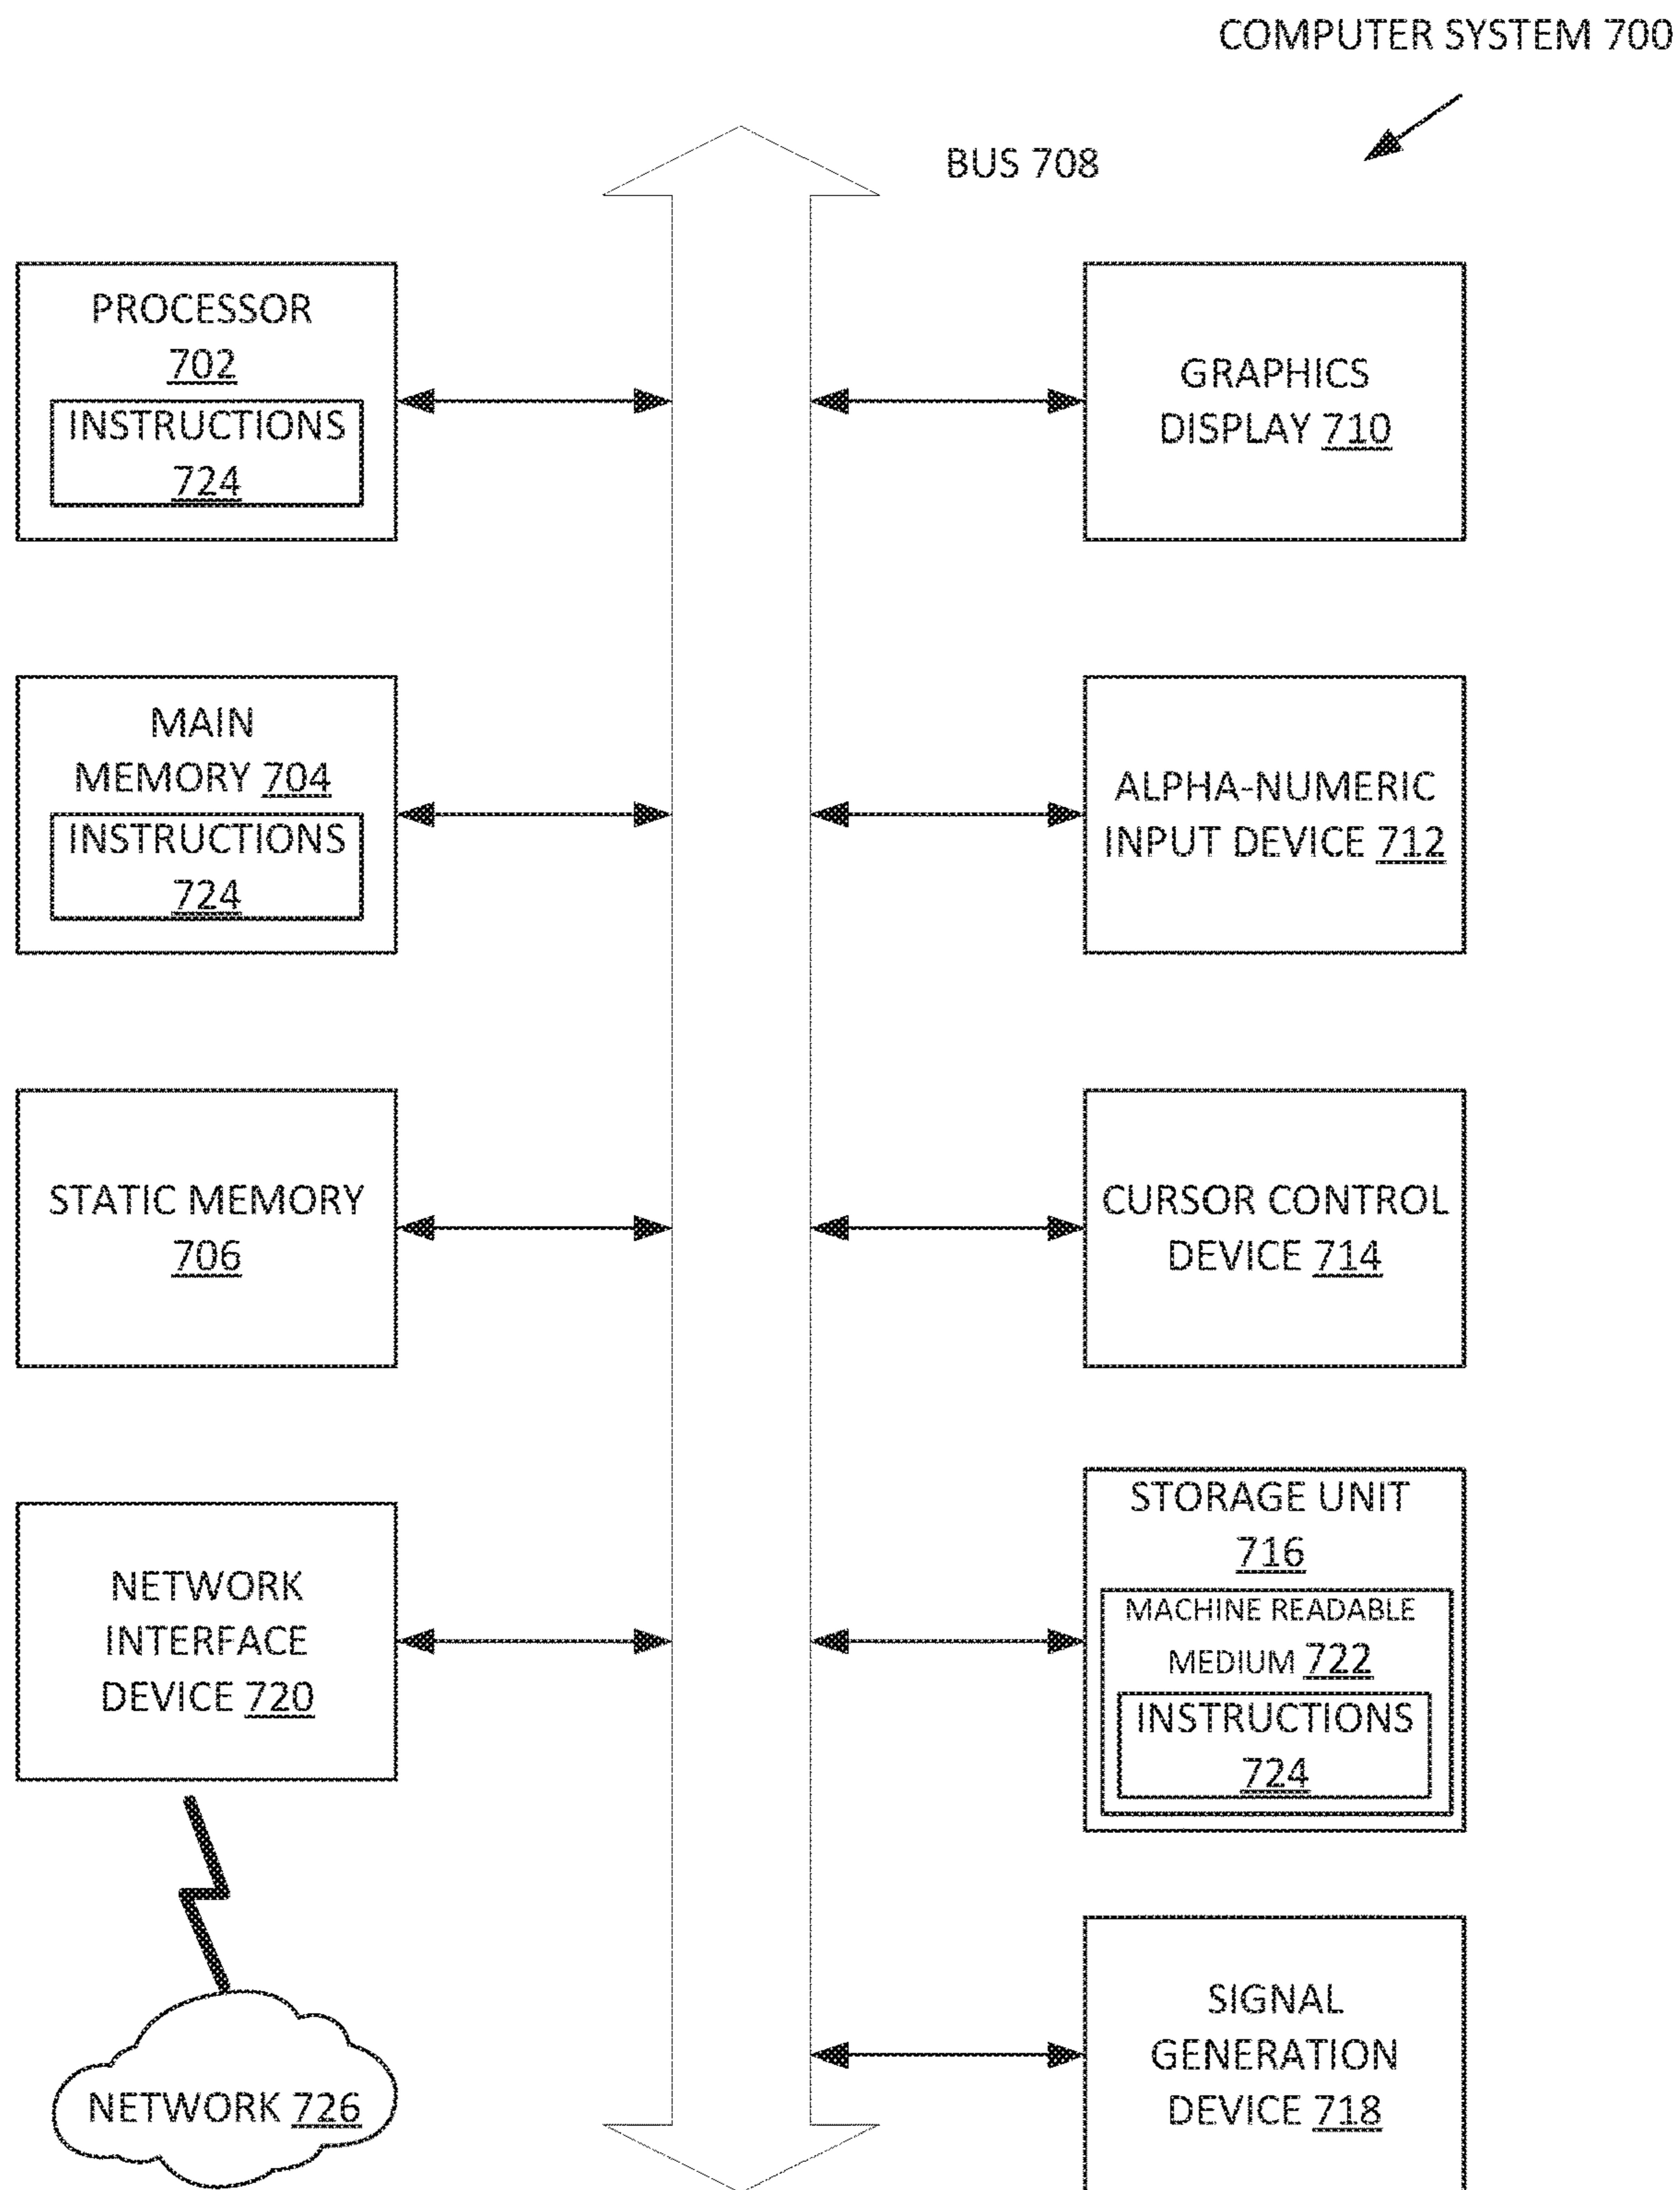 COMPUTER SYSTEM 700
BUS 708
PROCESSOR
702
INSTRUCTIONS
724
GRAPHICS
DISPLAY 710
MAIN
MEMORY 704
INSTRUCTIONS
724
ALPHA-NUMERIC
INPUT DEVICE 712
STATIC MEMORY
706
CURSOR CONTROL
DEVICE 714
NETWORK
INTERFACE
DEVICE 720
STORAGE UNIT
716
MACHINE READABLE
MEDIUM 722
INSTRUCTIONS
724
NETWORK 726
SIGNAL
GENERATION
DEVICE 718